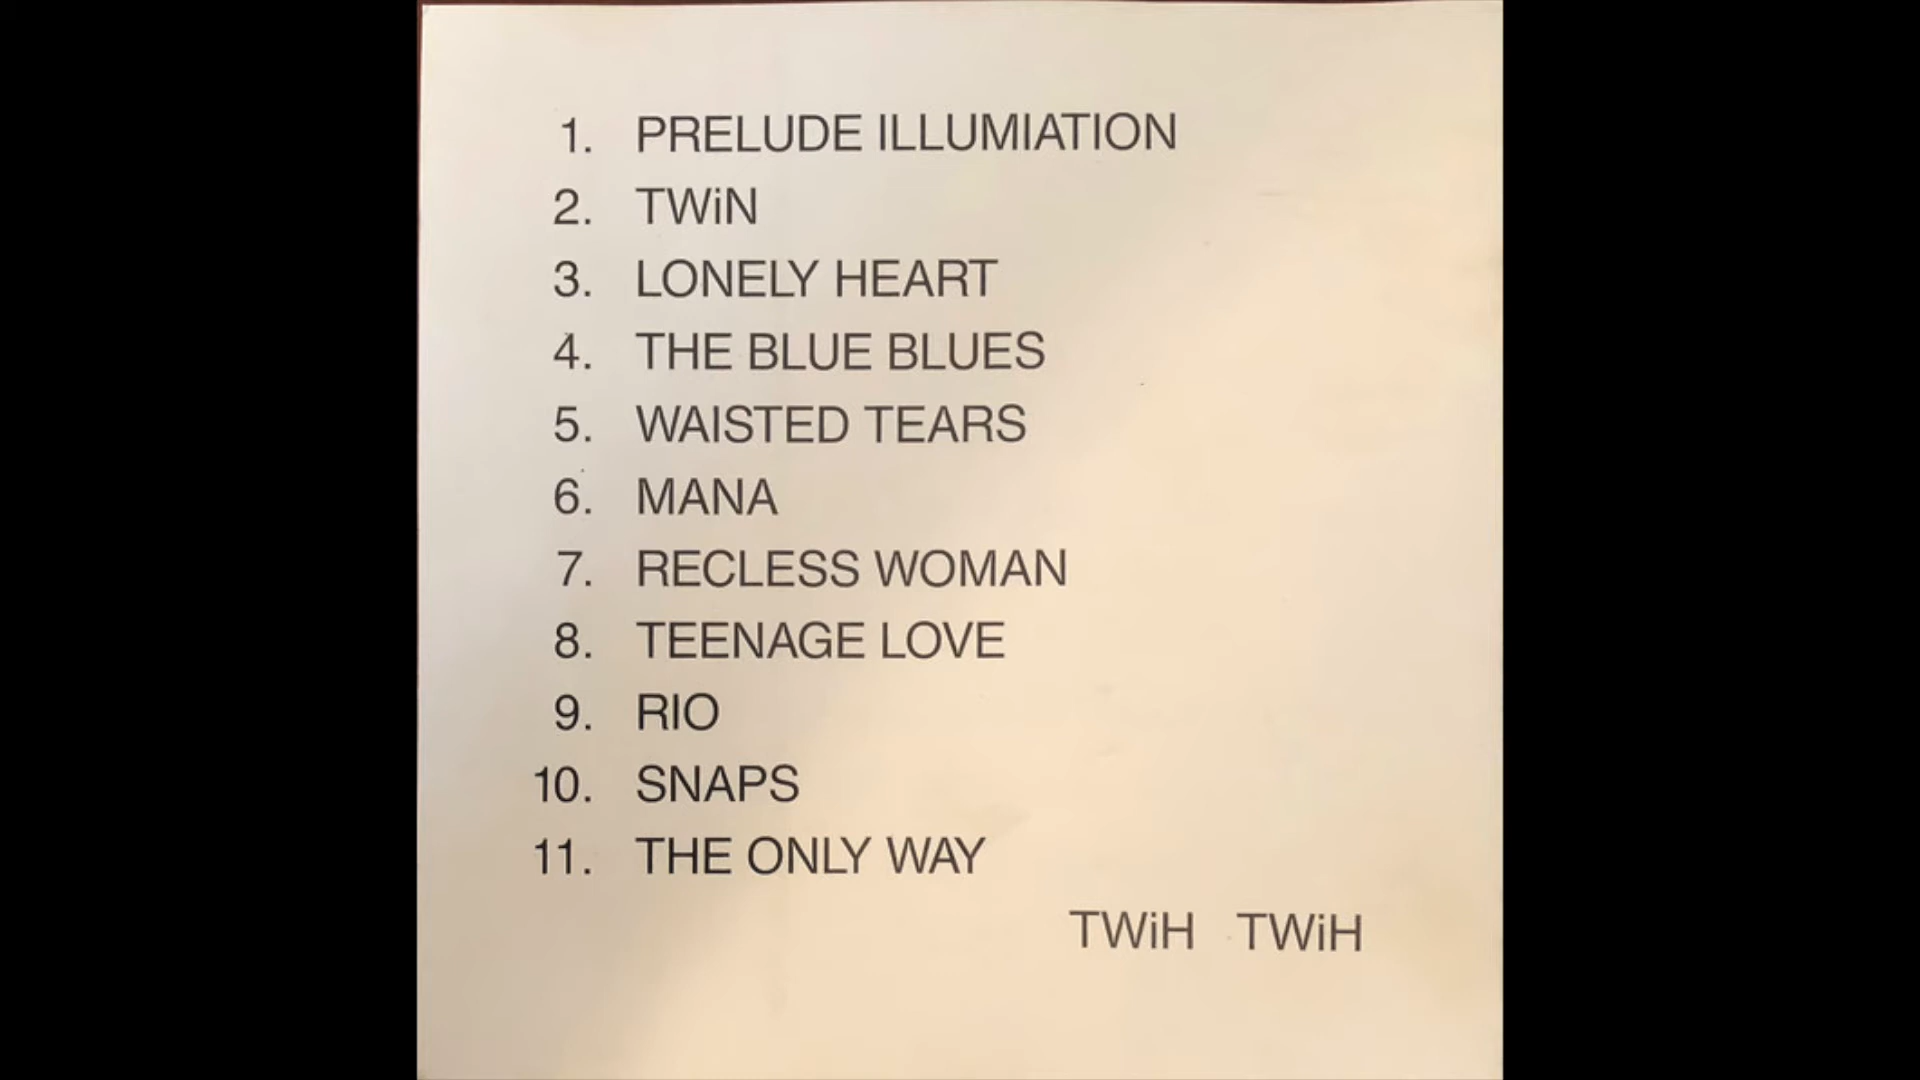 1. PRELUDE ILLUMIATION
2. TWiN
3. LONELY HEART
4. THE BLUE BLUES
5. WAISTED TEARS
6. MANA
7. RECLESS WOMAN
8. TEENAGE LOVE
9. RIO
10. SNAPS
11. THE ONLY WAY
TWiH TWiH